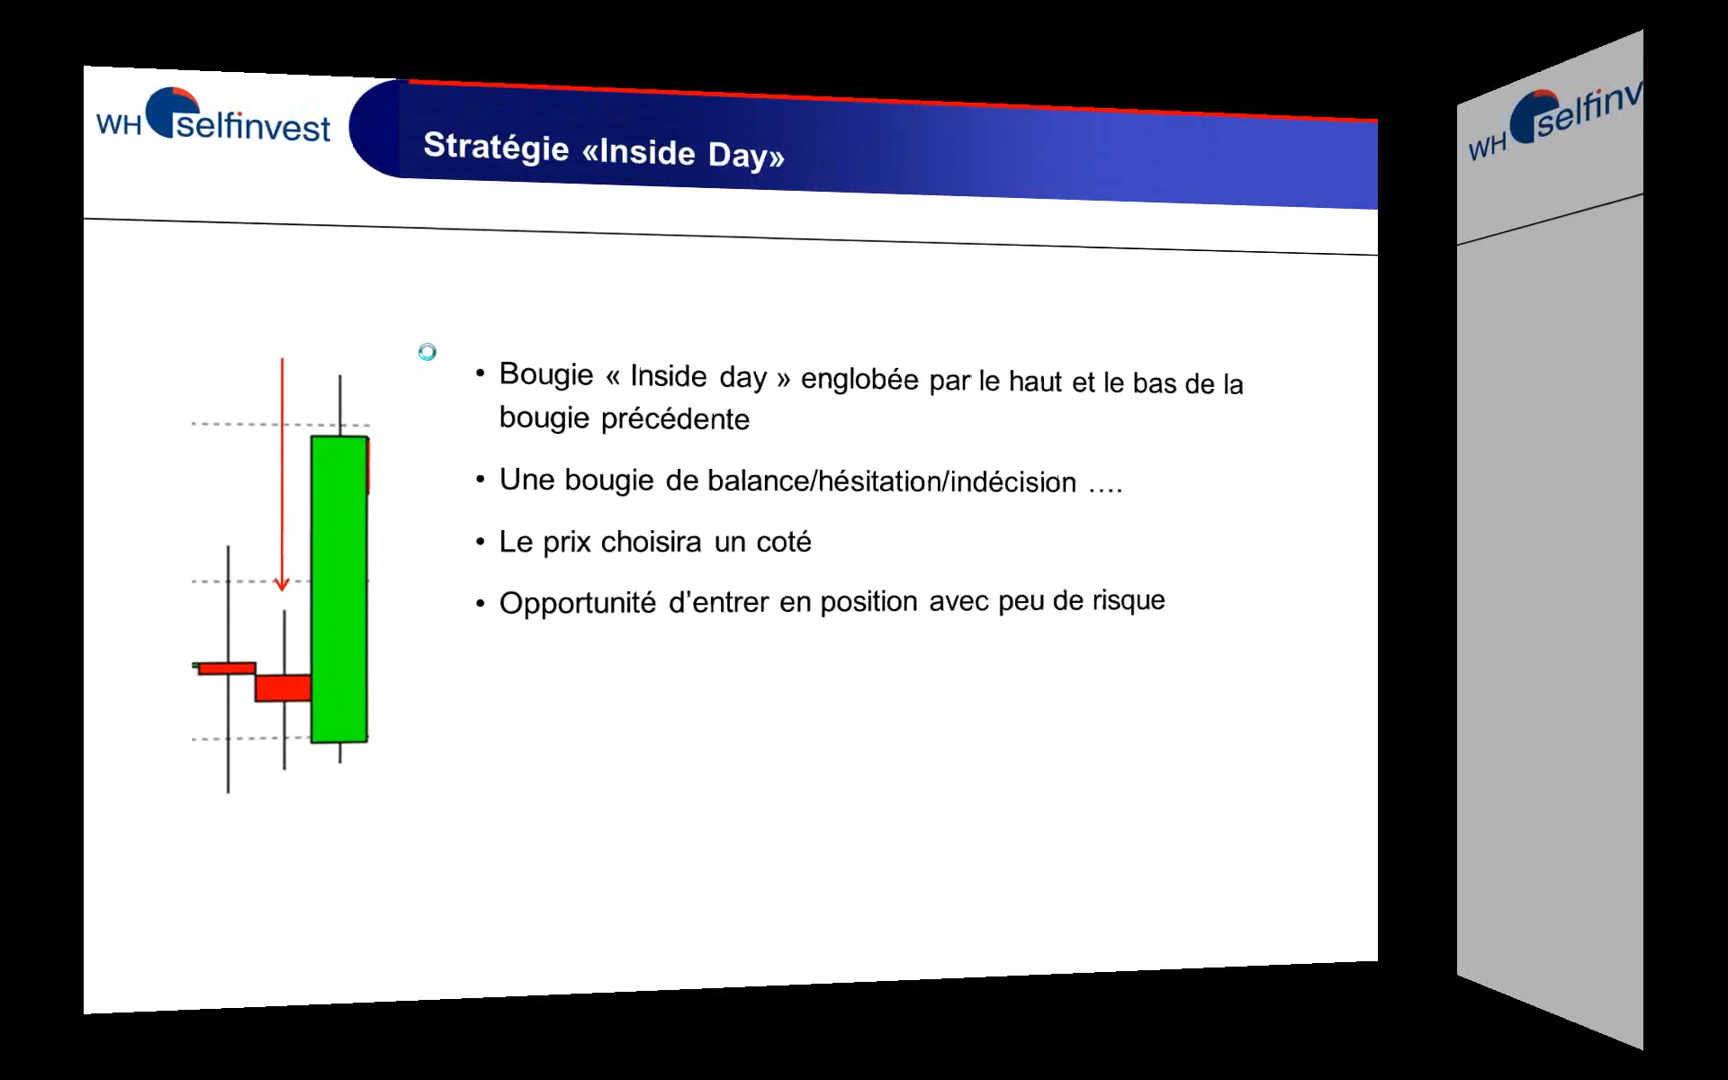 WH selfinvest
Stratégie «Inside Day»
WH selfinv
• Bougie « Inside day » englobée par le haut et le bas de la
bougie précédente
• Une bougie de balance/hésitation/indécision ....
• Le prix choisira un coté
• Opportunité d'entrer en position avec peu de risque